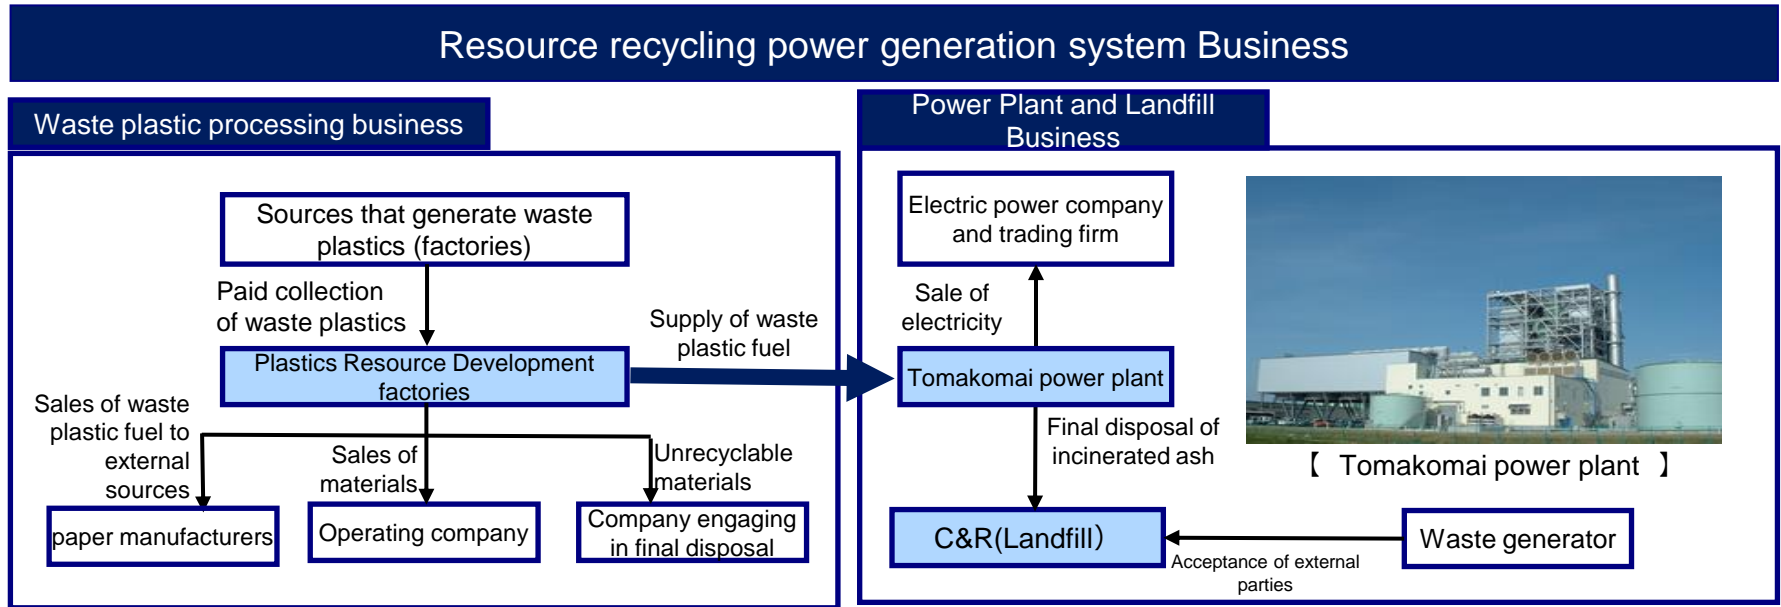 Resource recycling power generation system Business
Waste plastic processing business
Sources that generate waste
plastics (factories)
Paid collection
of waste plastics
Supply of waste
plastic fuel
Plastics Resource Development
factories
Sales of waste
plastic fuel to
external
sources
Sales of
materials
Unrecyclable
materials
paper manufacturers
Operating company
Company engaging
in final disposal
Power Plant and Landfill
Business
Electric power company
and trading firm
Sale of
electricity
Tomakomai power plant
Final disposal of
incinerated ash
【 Tomakomai power plant 】
C&R(Landfill）
Acceptance of external
parties
Waste generator